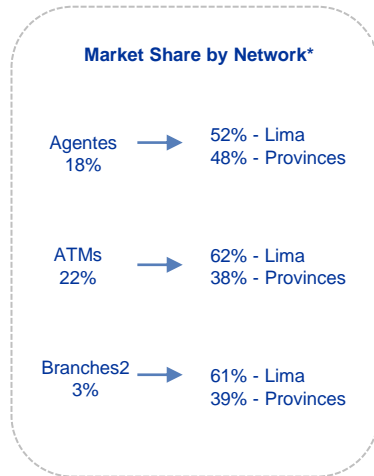 Market Share by Network*
Agentes
18%
52% - Lima
48% - Provinces
ATMs
22%
62% - Lima
38% - Provinces
Branches2
3%
61% - Lima
39% - Provinces